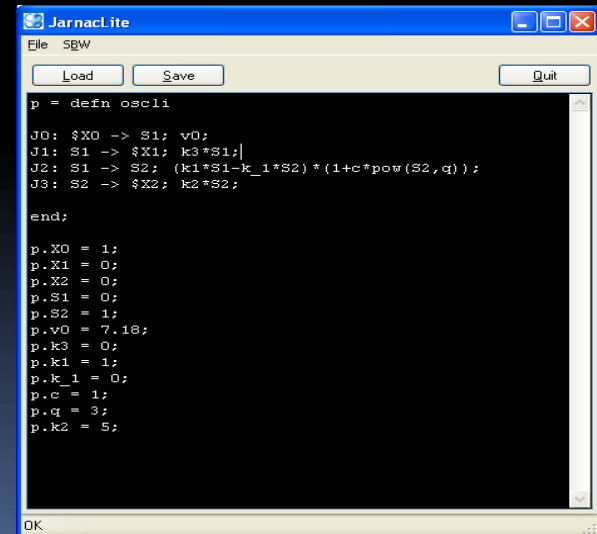 JarnacLite
File SBW
Load Save Quit
p = defn oscli
J0: $X0 -> S1; v0;
J1: S1 -> $X1; k3*S1;
J2: S1 -> S2; (k1*S1-k_1*S2)*(1+c*pow(S2,q));
J3: S2 -> $X2; k2*S2;
end;
p.X0 = 1;
p.X1 = 0;
p.X2 = 0;
p.S1 = 0;
p.S2 = 1;
p.v0 = 7.18;
p.k3 = 0;
p.k1 = 1;
p.k_1 = 0;
p.c = 1;
p.q = 3;
p.k2 = 5;
OK